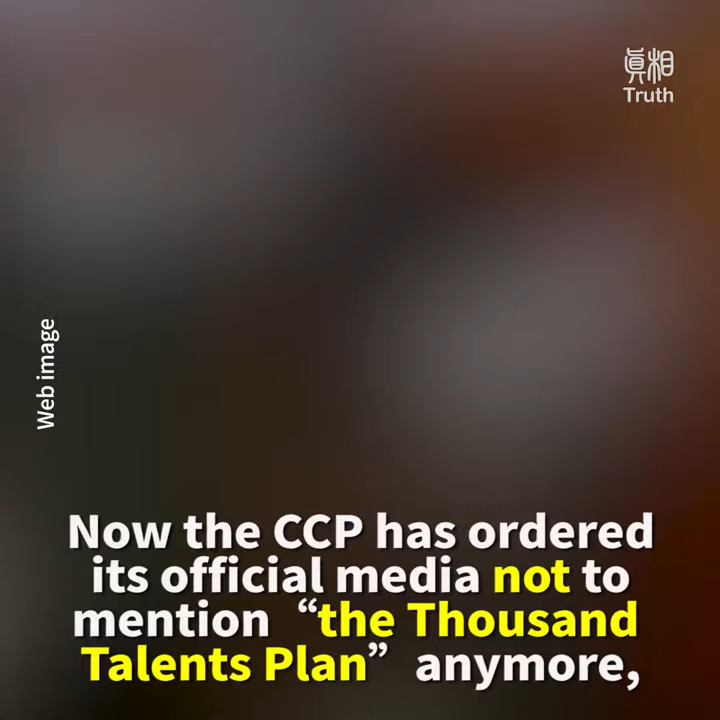 真相
Truth
Web image
Now the CCP has ordered
its official media not to
mention “the Thousand
Talents Plan” anymore,